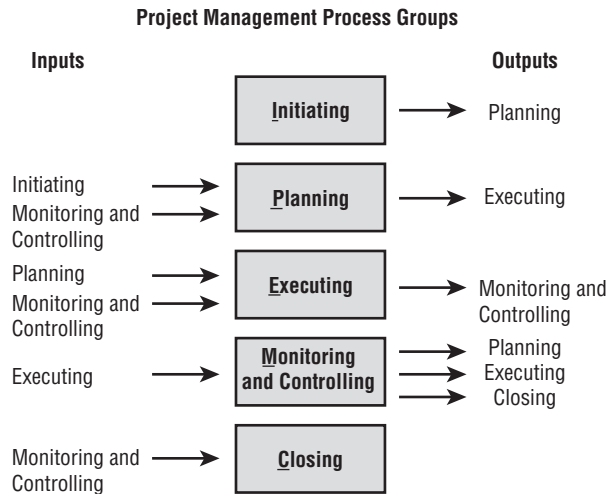 Project Management Process Groups
Inputs
Outputs
Initiating
Planning
Initiating
Monitoring and
Controlling
Planning
Executing
Planning
Monitoring and
Controlling
Executing
Monitoring and
Controlling
Executing
Monitoring
and Controlling
Planning
Executing
Closing
Monitoring and
Controlling
Closing